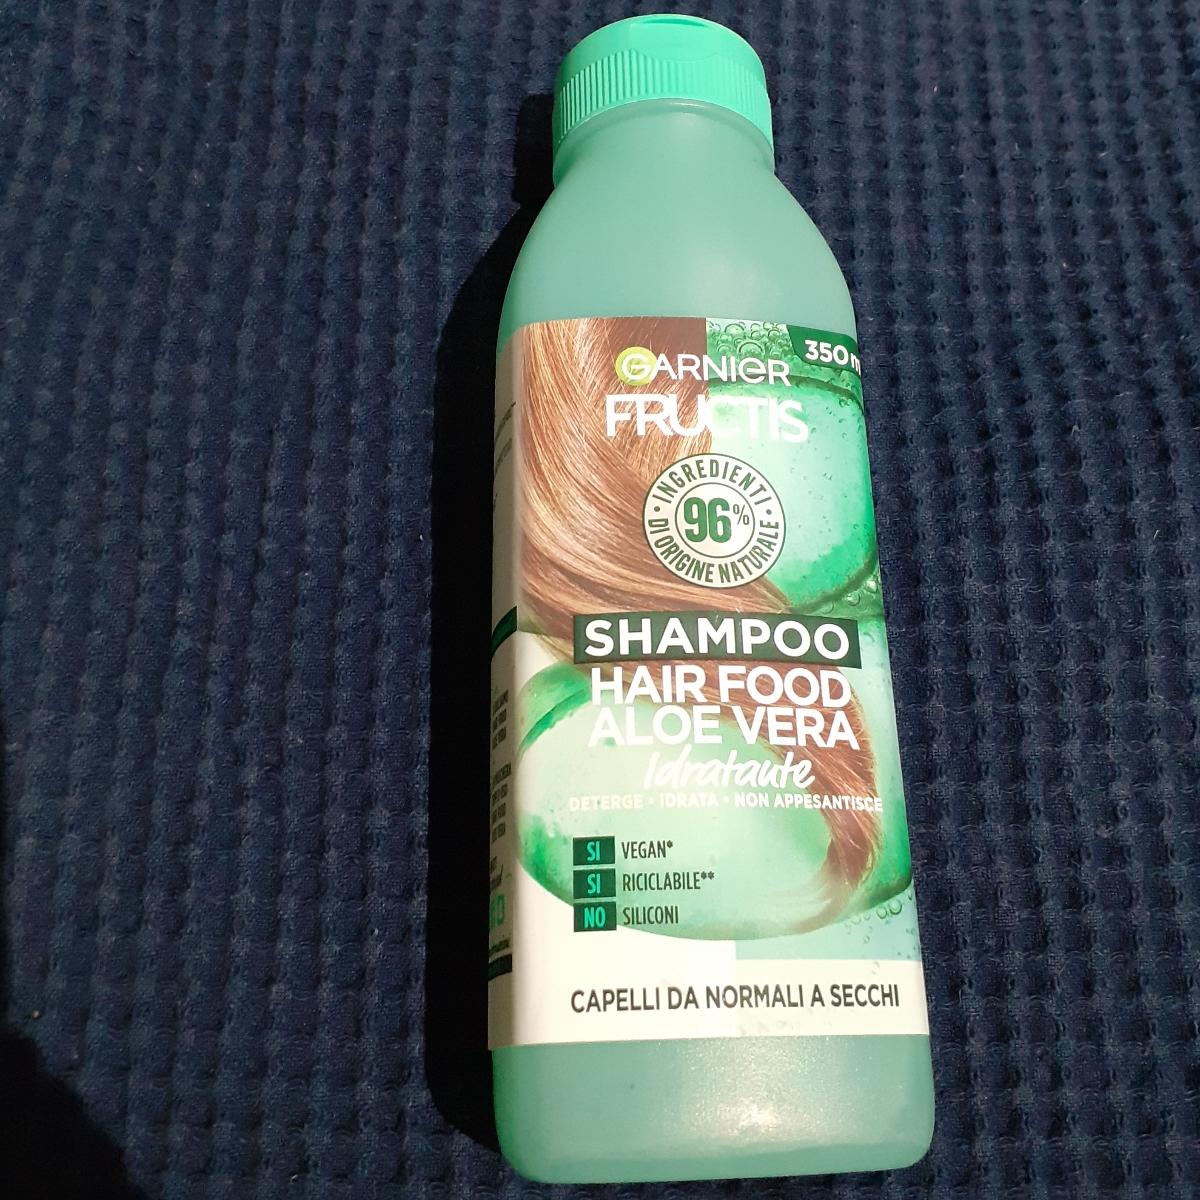 350 m
GARNIER
FRUCTIS
INGREDIENTI
96%
DI ORIGINE NATURALE
SHAMPOO
HAIR FOOD
ALOE VERA
Idratante
DETERGE • IDRATA • NON APPESANTISCE
SI VEGAN*
SI RICICLABILE**
NO SILICONI
CAPELLI DA NORMALI A SECCHI